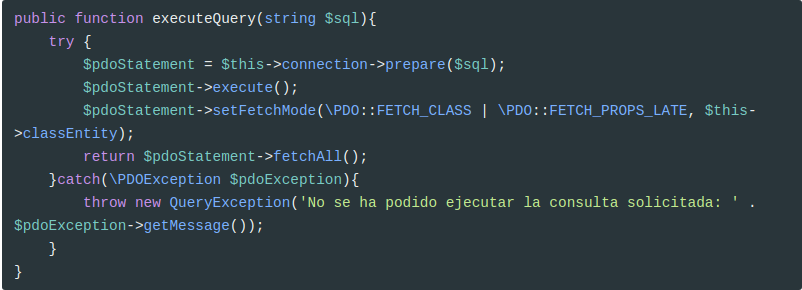 public function executeQuery(string $sql){
    try {
        $pdoStatement = $this->connection->prepare($sql);
        $pdoStatement->execute();
        $pdoStatement->setFetchMode(\PDO::FETCH_CLASS | \PDO::FETCH_PROPS_LATE, $this-
>classEntity);
        return $pdoStatement->fetchAll();
    }catch(\PDOException $pdoException){
        throw new QueryException('No se ha podido ejecutar la consulta solicitada: ' .
$pdoException->getMessage());
    }
}